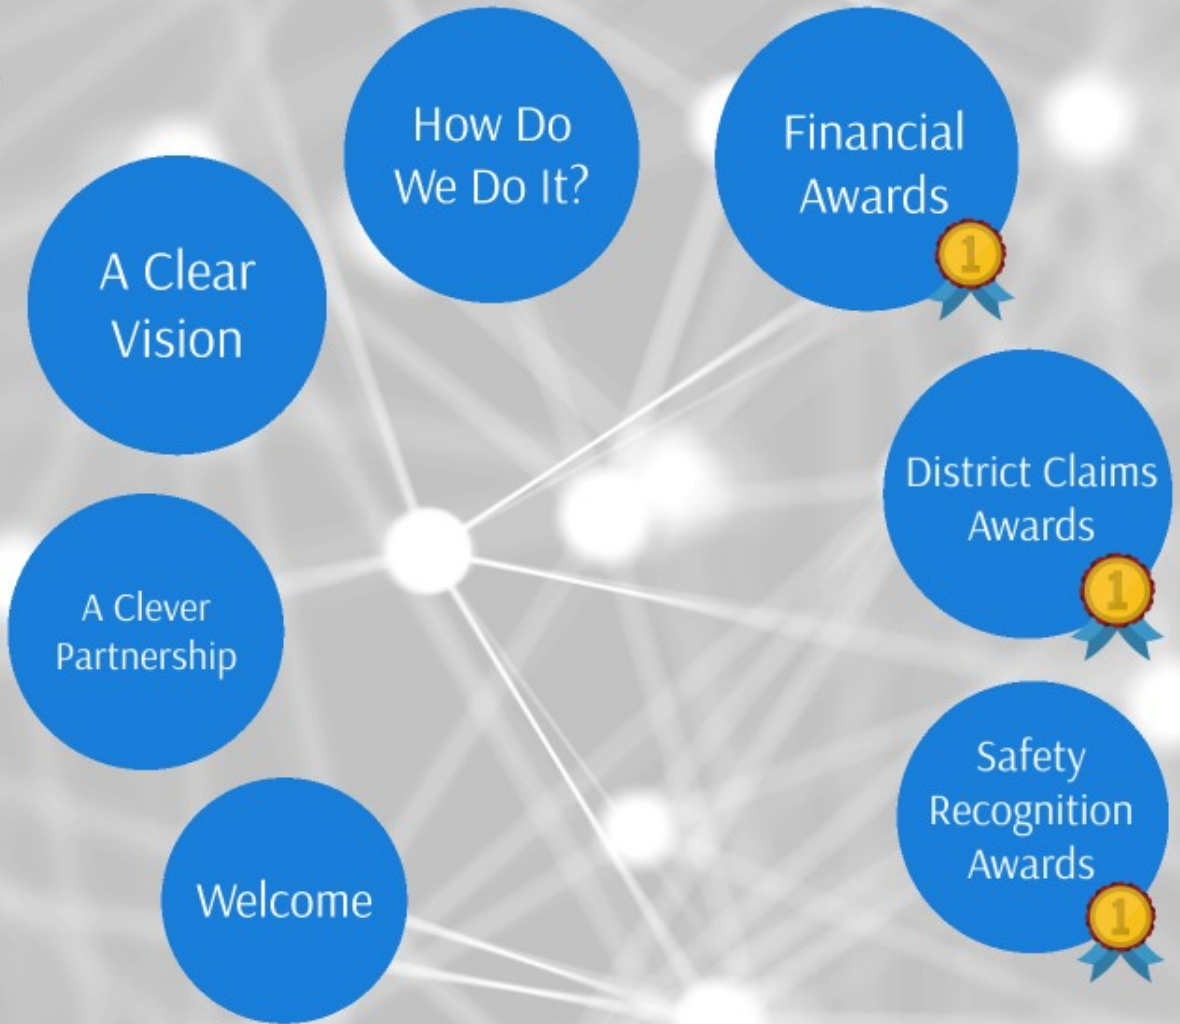 How Do
We Do It?
Financial
Awards
1
A Clear
Vision
District Claims
Awards
1
A Clever
Partnership
Safety
Recognition
Awards
1
Welcome